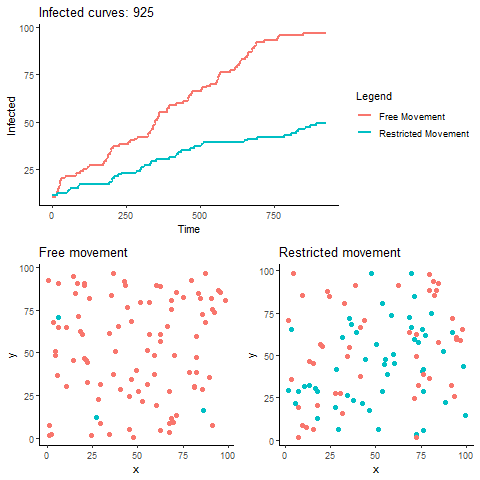 Infected curves: 925
100
75
50
25
Infected
0
250
500
750
Time
Legend
Free Movement
Restricted Movement
Free movement
100
75
50
25
0
y
0
25
50
75
100
x
Restricted movement
100
75
50
25
0
y
0
25
50
75
100
x